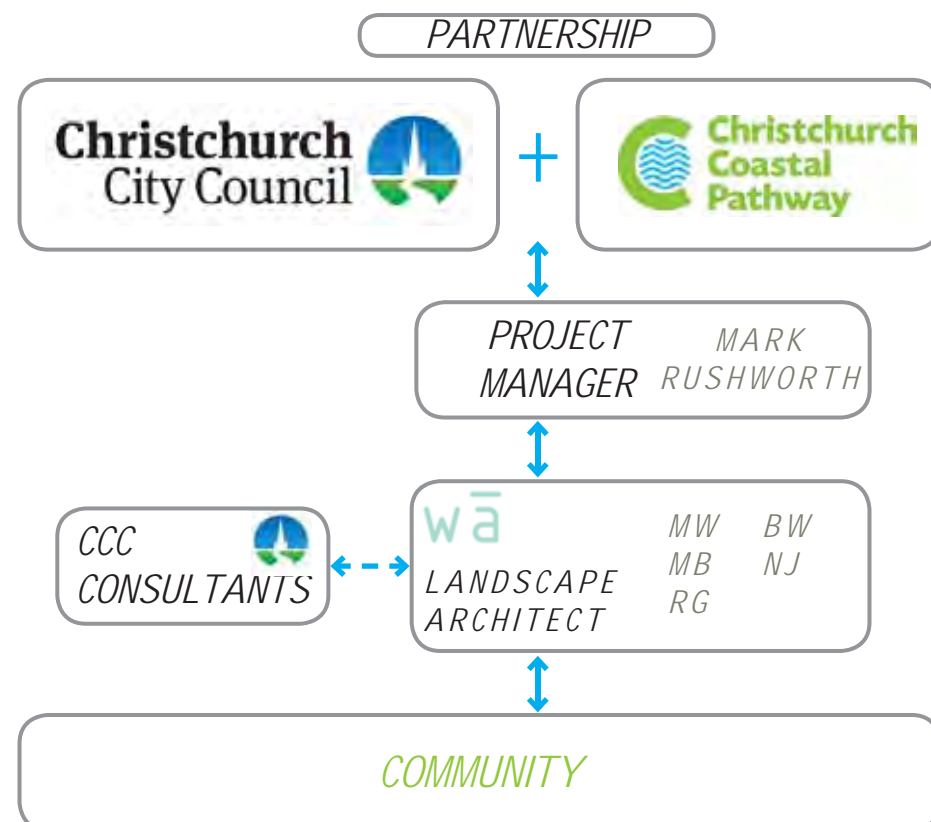 PARTNERSHIP
Christchurch
City Council
+
Christchurch
Coastal
Pathway
PROJECT
MANAGER
MARK
RUSHWORTH
CCC
CONSULTANTS
wā
LANDSCAPE
ARCHITECT
MW BW
MB NJ
RG
COMMUNITY